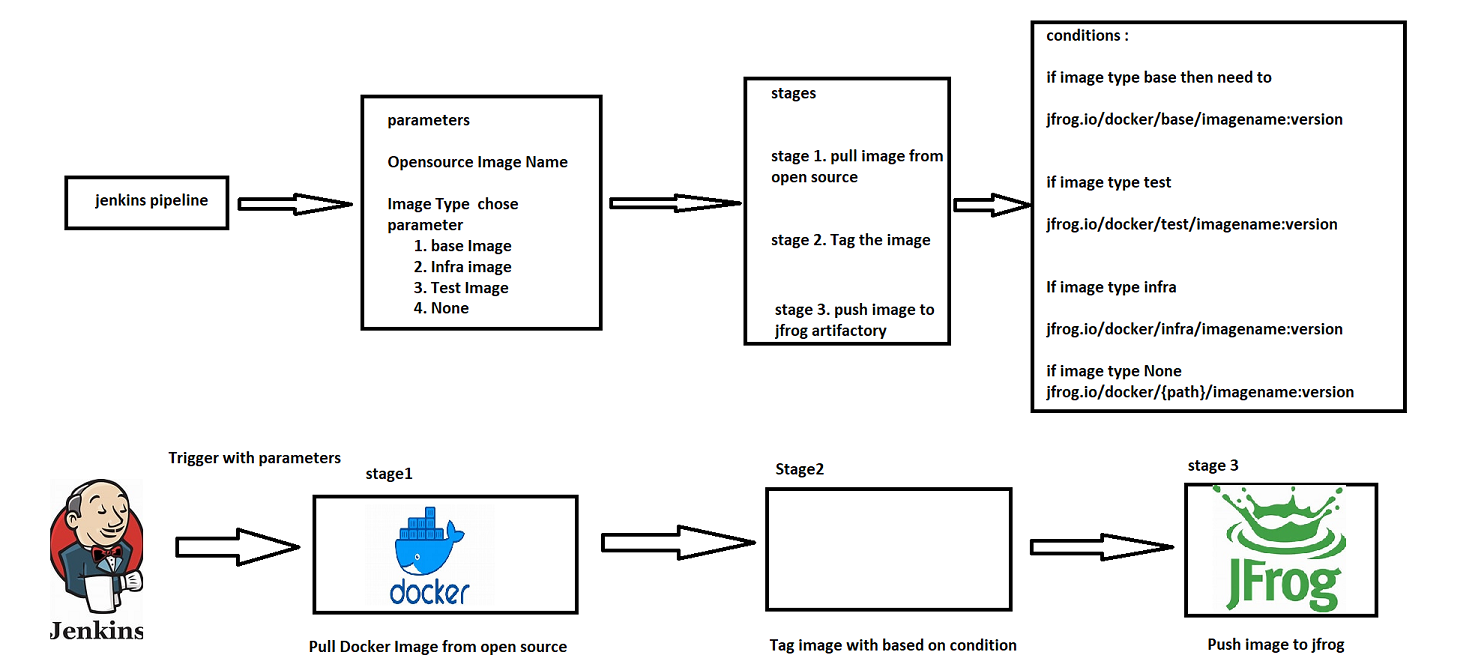 jenkins pipeline
parameters
Opensource Image Name
Image Type chose
parameter
1. base Image
2. Infra image
3. Test Image
4. None
stages
stage 1. pull image from
open source
stage 2. Tag the image
stage 3. push image to
jfrog artifactory
conditions :
if image type base then need to
jfrog.io/docker/base/imagename:version
if image type test
jfrog.io/docker/test/imagename:version
If image type infra
jfrog.io/docker/infra/imagename:version
if image type None
jfrog.io/docker/{path}/imagename:version
Jenkins
Trigger with parameters
stage1
docker
Pull Docker Image from open source
Stage2
Tag image with based on condition
stage 3
JFrog
Push image to jfrog